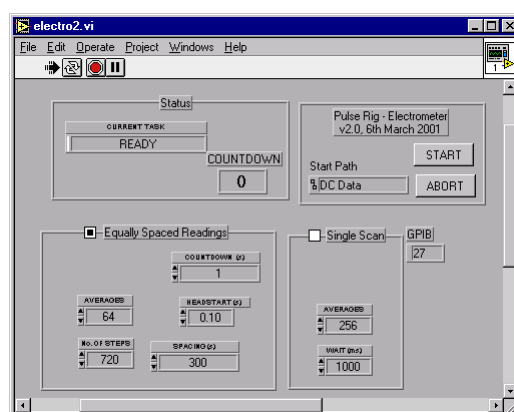 electro2.vi
File Edit Operate Project Windows Help
1
Status
CURRENT TASK
READY
COUNTDOWN
0
Pulse Rig - Electrometer
v2.0, 6th March 2001
Start Path
DC Data
START
ABORT
Equally Spaced Readings
COUNTDOWN (s)
1
AVERAGES
64
HEADSTART (s)
0.10
No. OF STEPS
720
SPACING (s)
300
Single Scan
GPIB
27
AVERAGES
256
WAIT (ms)
1000